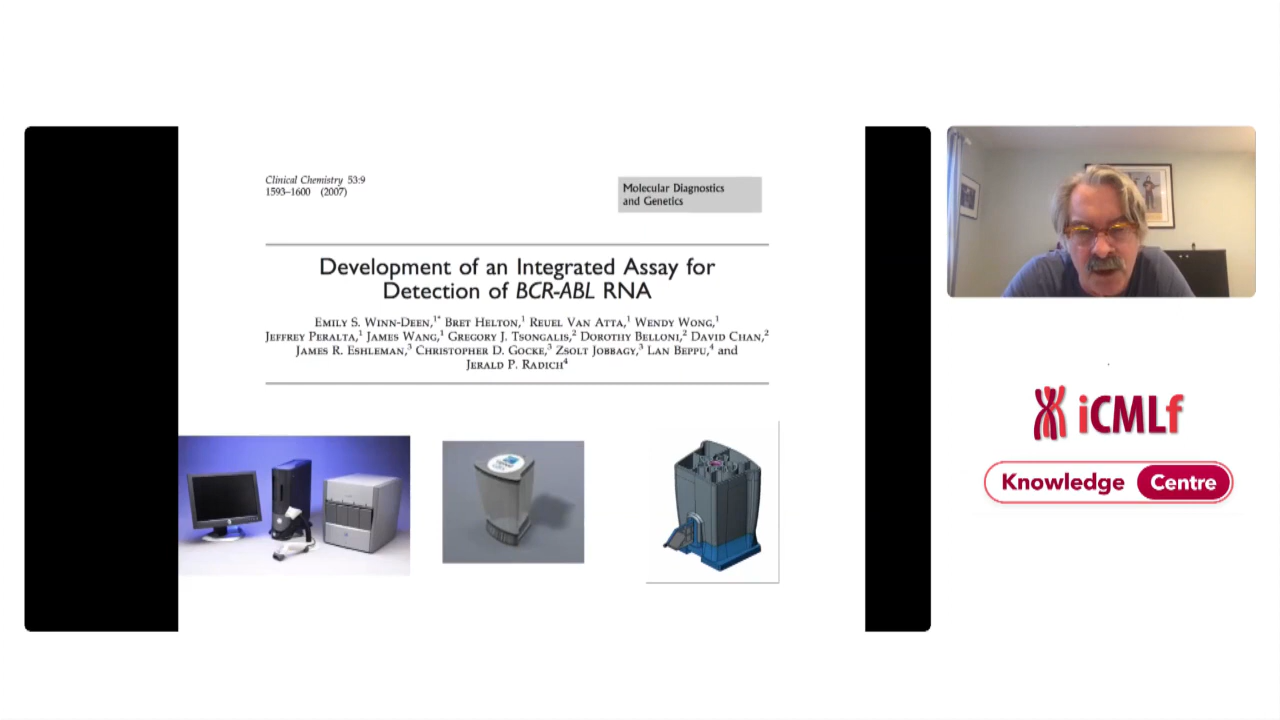 Clinical Chemistry 53:9
1593–1600 (2007)
Molecular Diagnostics
and Genetics
Development of an Integrated Assay for
Detection of BCR-ABL RNA
Emily S. Winn-Deen,1* Bret Helton,1 Reuel Van Atta,1 Wendy Wong,1
Jeffrey Peralta,1 James Wang,1 Gregory J. Tsongalis,2 Dorothy Belloni,2 David Chan,2
James R. Eshleman,3 Christopher D. Gocke,3 Zsolt Jobbagy,3 Lan Beppu,4 and
Jerald P. Radich4
iCMLf
Knowledge Centre